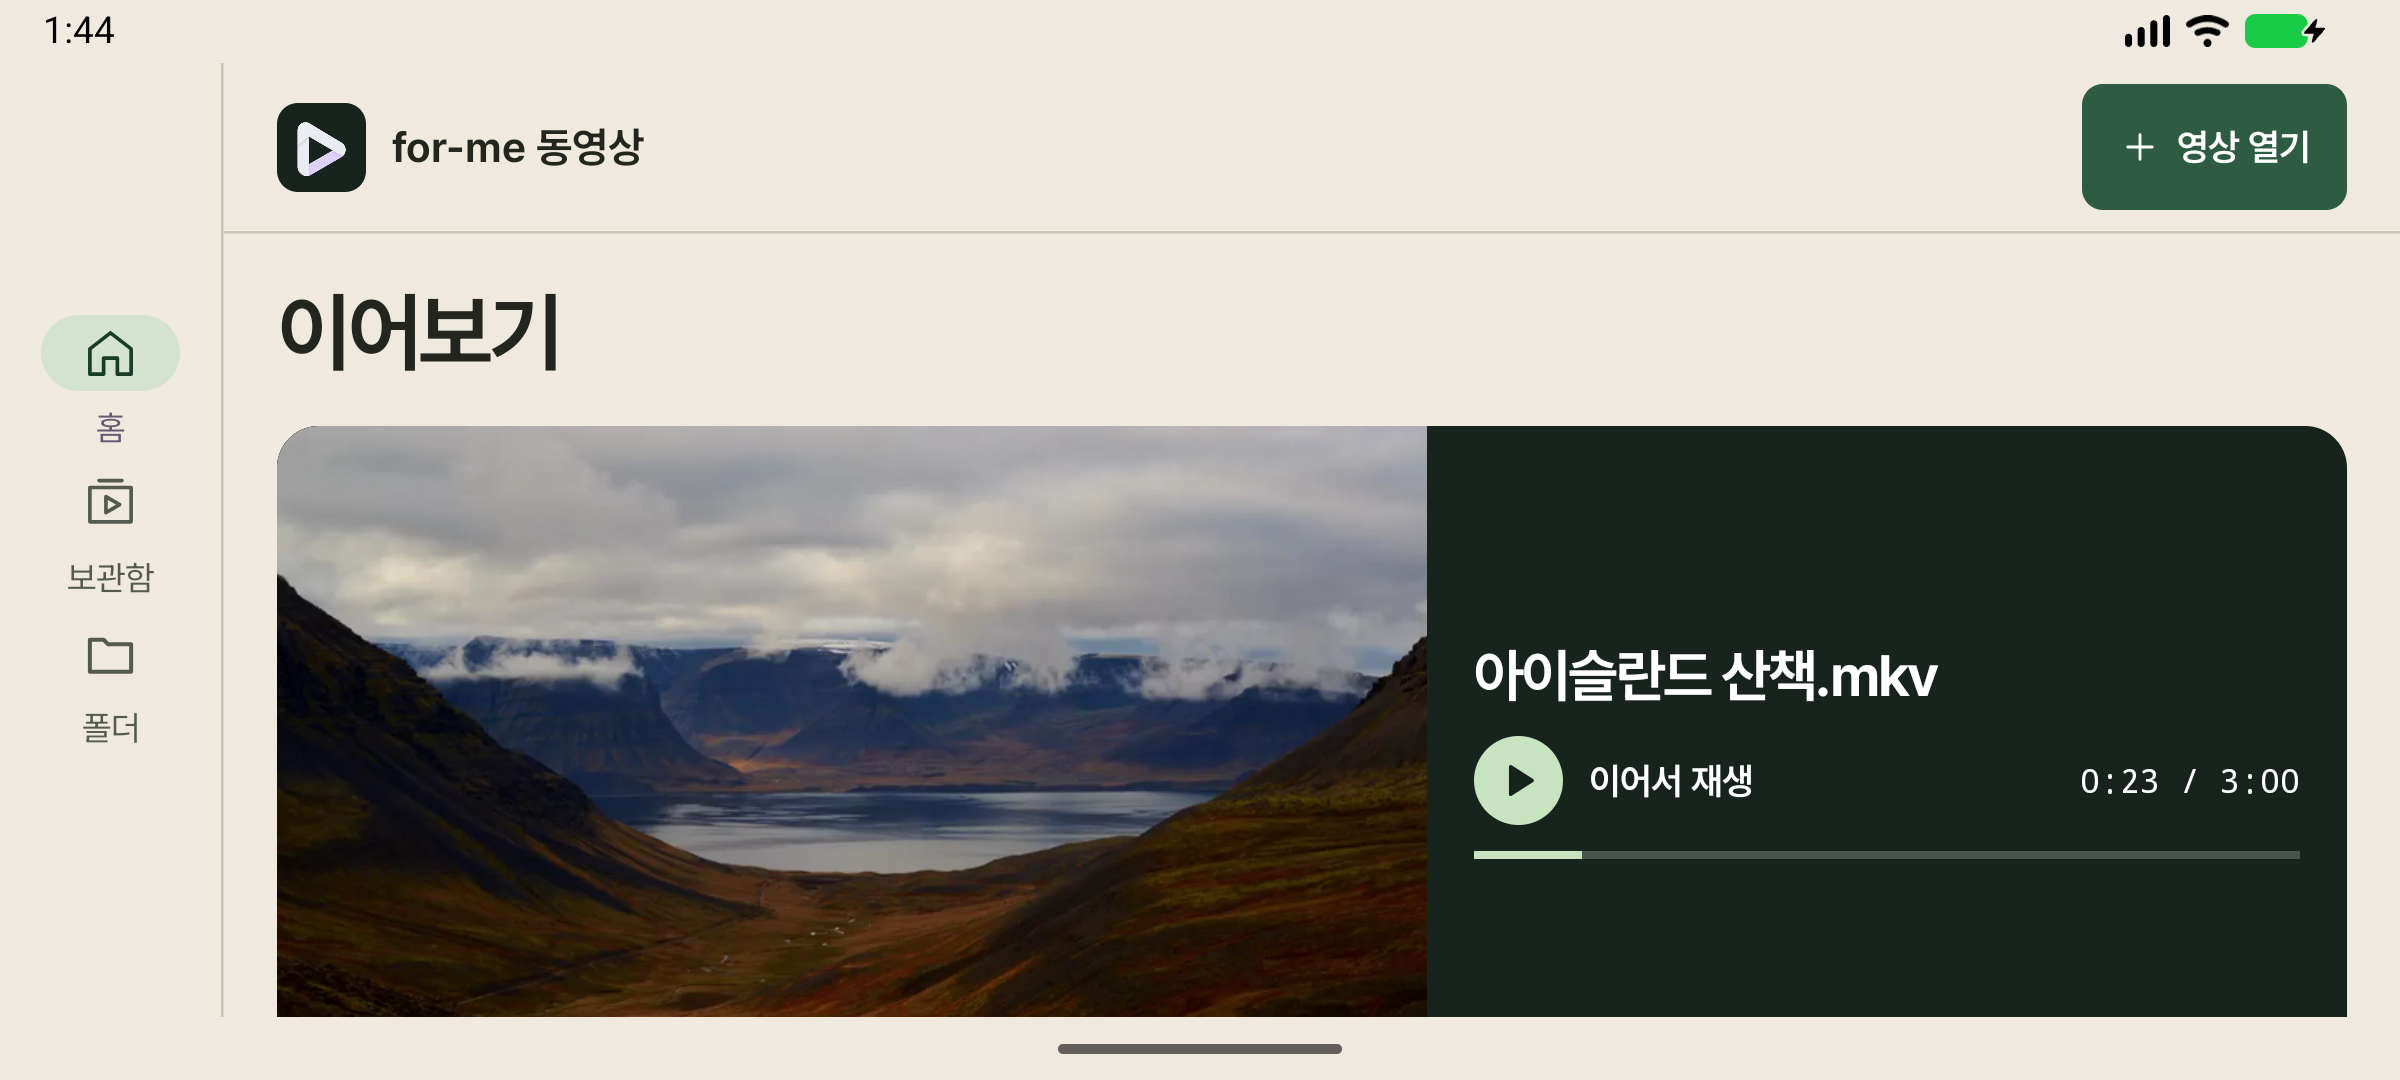 1:44
for-me 동영상
영상 열기
이어보기
홈
보관함
폴더
아이슬란드 산책.mkv
이어서 재생
0:23 / 3:00